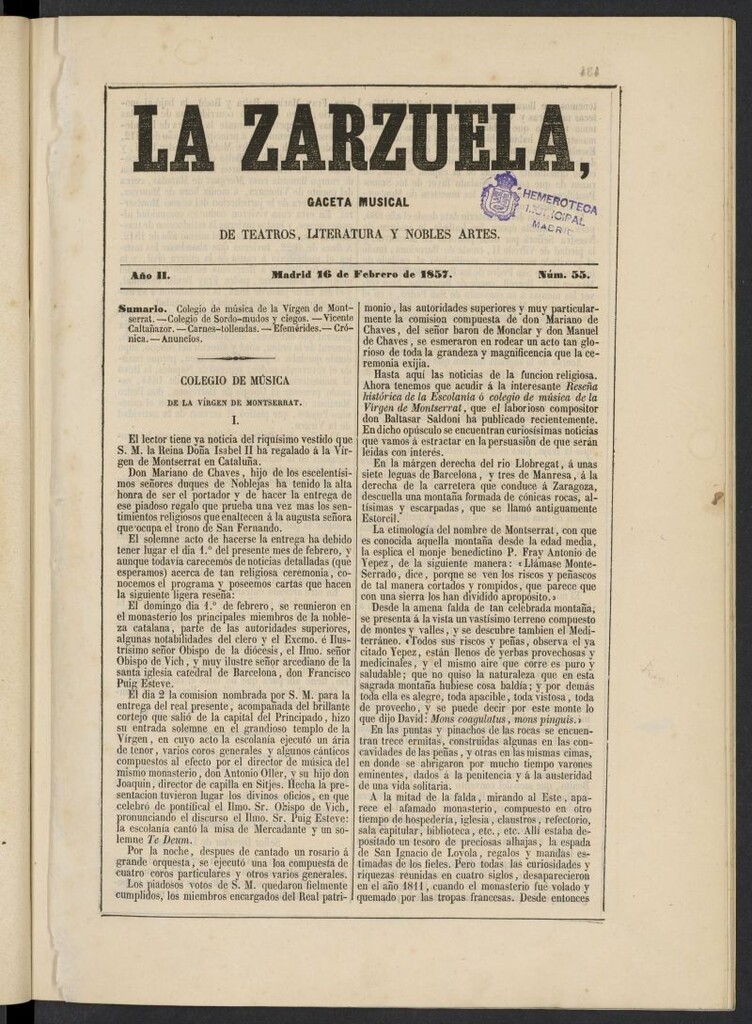 LA ZARZUELA,
GACETA MUSICAL
DE TEATROS, LITERATURA Y NOBLES ARTES.
HEMEROTECA
MUNICIPAL
MADRID
Año II. Madrid 16 de Febrero de 1857. Núm. 55.
Sumario. Colegio de música de la Vírgen de Mont-
serrat.—Colegio de Sordo-mudos y ciegos.—Vicente
Caltañazor.—Carnes-tollendas.—Efemérides.—Cró-
nica.—Anuncios.
COLEGIO DE MÚSICA
DE LA VÍRGEN DE MONTSERRAT.
I.
El lector tiene ya noticia del riquísimo vestido que
S. M. la Reina Doña Isabel II ha regalado á la Vír-
gen de Montserrat en Cataluña.
Don Mariano de Chaves, hijo de los escelentísi-
mos señores duques de Noblejas ha tenido la alta
honra de ser el portador y de hacer la entrega de
ese piadoso regalo que prueba una vez mas los sen-
timientos religiosos que enaltecen á la augusta señora
que ocupa el trono de San Fernando.
El solemne acto de hacerse la entrega ha debido
tener lugar el dia 1.º del presente mes de febrero, y
aunque todavía carecemos de noticias detalladas (que
esperamos) acerca de tan religiosa ceremonia, co-
nocemos el programa y poseemos cartas que hacen
la siguiente ligera reseña:
El domingo dia 1.º de febrero, se reunieron en
el monasterio los principales miembros de la noble-
za catalana, parte de las autoridades superiores,
algunas notabilidades del clero y el Excmo. é Ilus-
trísimo señor Obispo de la diócesis, el Ilmo. señor
Obispo de Vich, y muy ilustre señor arcediano de la
santa iglesia catedral de Barcelona, don Francisco
Puig Esteve.
El dia 2 la comision nombrada por S. M. para la
entrega del real presente, acompañada del brillante
cortejo que salió de la capital del Principado, hizo
su entrada solemne en el grandioso templo de la
Vírgen, en cuyo acto la escolanía ejecutó un ária
de tenor, varios coros generales y algunos cánticos
compuestos al efecto por el director de música del
mismo monasterio, don Antonio Oller, y su hijo don
Joaquin, director de capilla en Sitjes. Hecha la pre-
sentacion tuvieron lugar los divinos oficios, en que
celebró de pontifical el Ilmo. Sr. Obispo de Vich,
pronunciando el discurso el Ilmo. Sr. Puig Esteve:
la escolanía cantó la misa de Mercadante y un so-
lemne Te Deum.
Por la noche, despues de cantado un rosario á
grande orquesta, se ejecutó una loa compuesta de
cuatro coros particulares y otros varios generales.
Los piadosos votos de S. M. quedaron fielmente
cumplidos, los miembros encargados del Real patri-
monio, las autoridades superiores y muy particular-
mente la comision compuesta de don Mariano de
Chaves, del señor baron de Monclar y don Manuel
de Chaves, se esmeraron en rodear un acto tan glo-
rioso de toda la grandeza y magnificencia que la ce-
remonia exijia.
Hasta aquí las noticias de la funcion religiosa.
Ahora tenemos que acudir á la interesante Reseña
histórica de la Escolanía ó colegio de música de la
Vírgen de Montserrat, que el laborioso compositor
don Baltasar Saldoni ha publicado recientemente.
En dicho opúsculo se encuentran curiosísimas noticias
que vamos á estractar en la persuasion de que serán
leidas con interés.
En la márgen derecha del rio Llobregat, á unas
siete leguas de Barcelona, y tres de Manresa, á la
derecha de la carretera que conduce á Zaragoza,
descuella una montaña formada de cónicas rocas, al-
tísimas y escarpadas, que se llamó antiguamente
Estorcil.
La etimología del nombre de Montserrat, con que
es conocida aquella montaña desde la edad media,
la esplica el monje benedictino P. Fray Antonio de
Yepez, de la siguiente manera: «Llámase Monte-
Serrado, dice, porque se ven los riscos y peñascos
de tal manera cortados y rompidos, que parece que
con una sierra los han dividido apropósito.»
Desde la amena falda de tan celebrada montaña,
se presenta á la vista un vastísimo terreno compuesto
de montes y valles, y se descubre tambien el Medi-
terráneo. «Todos sus riscos y peñas, observa el ya
citado Yepez, están llenos de yerbas provechosas y
medicinales, y el mismo aire que corre es puro y
saludable; que no quiso la naturaleza que en esta
sagrada montaña hubiese cosa baldía; y por demás
toda ella es alegre, toda apacible, toda vistosa, toda
de provecho, y se puede decir por este monte lo
que dijo David: Mons coagulatus, mons pinguis.»
En las puntas y pinachos de las rocas se encuen-
tran trece ermitas, construidas algunas en las con-
cavidades de las peñas, y otras en las mismas cimas,
en donde se abrigaron por mucho tiempo varones
eminentes, dados á la penitencia y á la austeridad
de una vida solitaria.
A la mitad de la falda, mirando al Este, apa-
rece el afamado monasterio, compuesto en otro
tiempo de hospedería, iglesia, claustros, refectorio,
sala capitular, biblioteca, etc., etc. Allí estaba de-
positado un tesoro de preciosas alhajas, la espada
de San Ignacio de Loyola, regalos y mandas es-
timadas de los fieles. Pero todas las curiosidades y
riquezas reunidas en cuatro siglos, desaparecieron
en el año 1811, cuando el monasterio fué volado y
quemado por las tropas francesas. Desde entonces